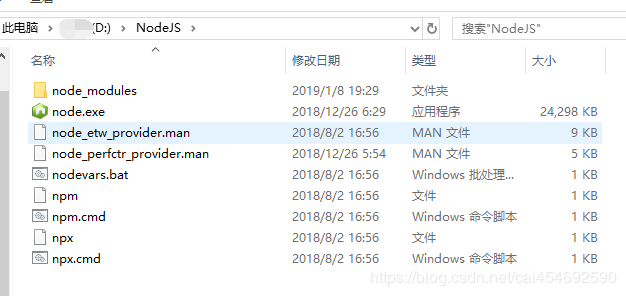 此电脑 (D:) NodeJS 搜索"NodeJS"
名称 修改日期 类型 大小
node_modules 2019/1/8 19:29 文件夹
node.exe 2018/12/26 6:29 应用程序 24,298 KB
node_etw_provider.man 2018/8/2 16:56 MAN 文件 9 KB
node_perfctr_provider.man 2018/12/26 5:54 MAN 文件 5 KB
nodevars.bat 2018/8/2 16:56 Windows 批处理... 1 KB
npm 2018/8/2 16:56 文件 1 KB
npm.cmd 2018/8/2 16:56 Windows 命令脚本 1 KB
npx 2018/8/2 16:56 文件 1 KB
npx.cmd 2018/8/2 16:56 Windows 命令脚本 1 KB
https://blog.csdn.net/cai454692590